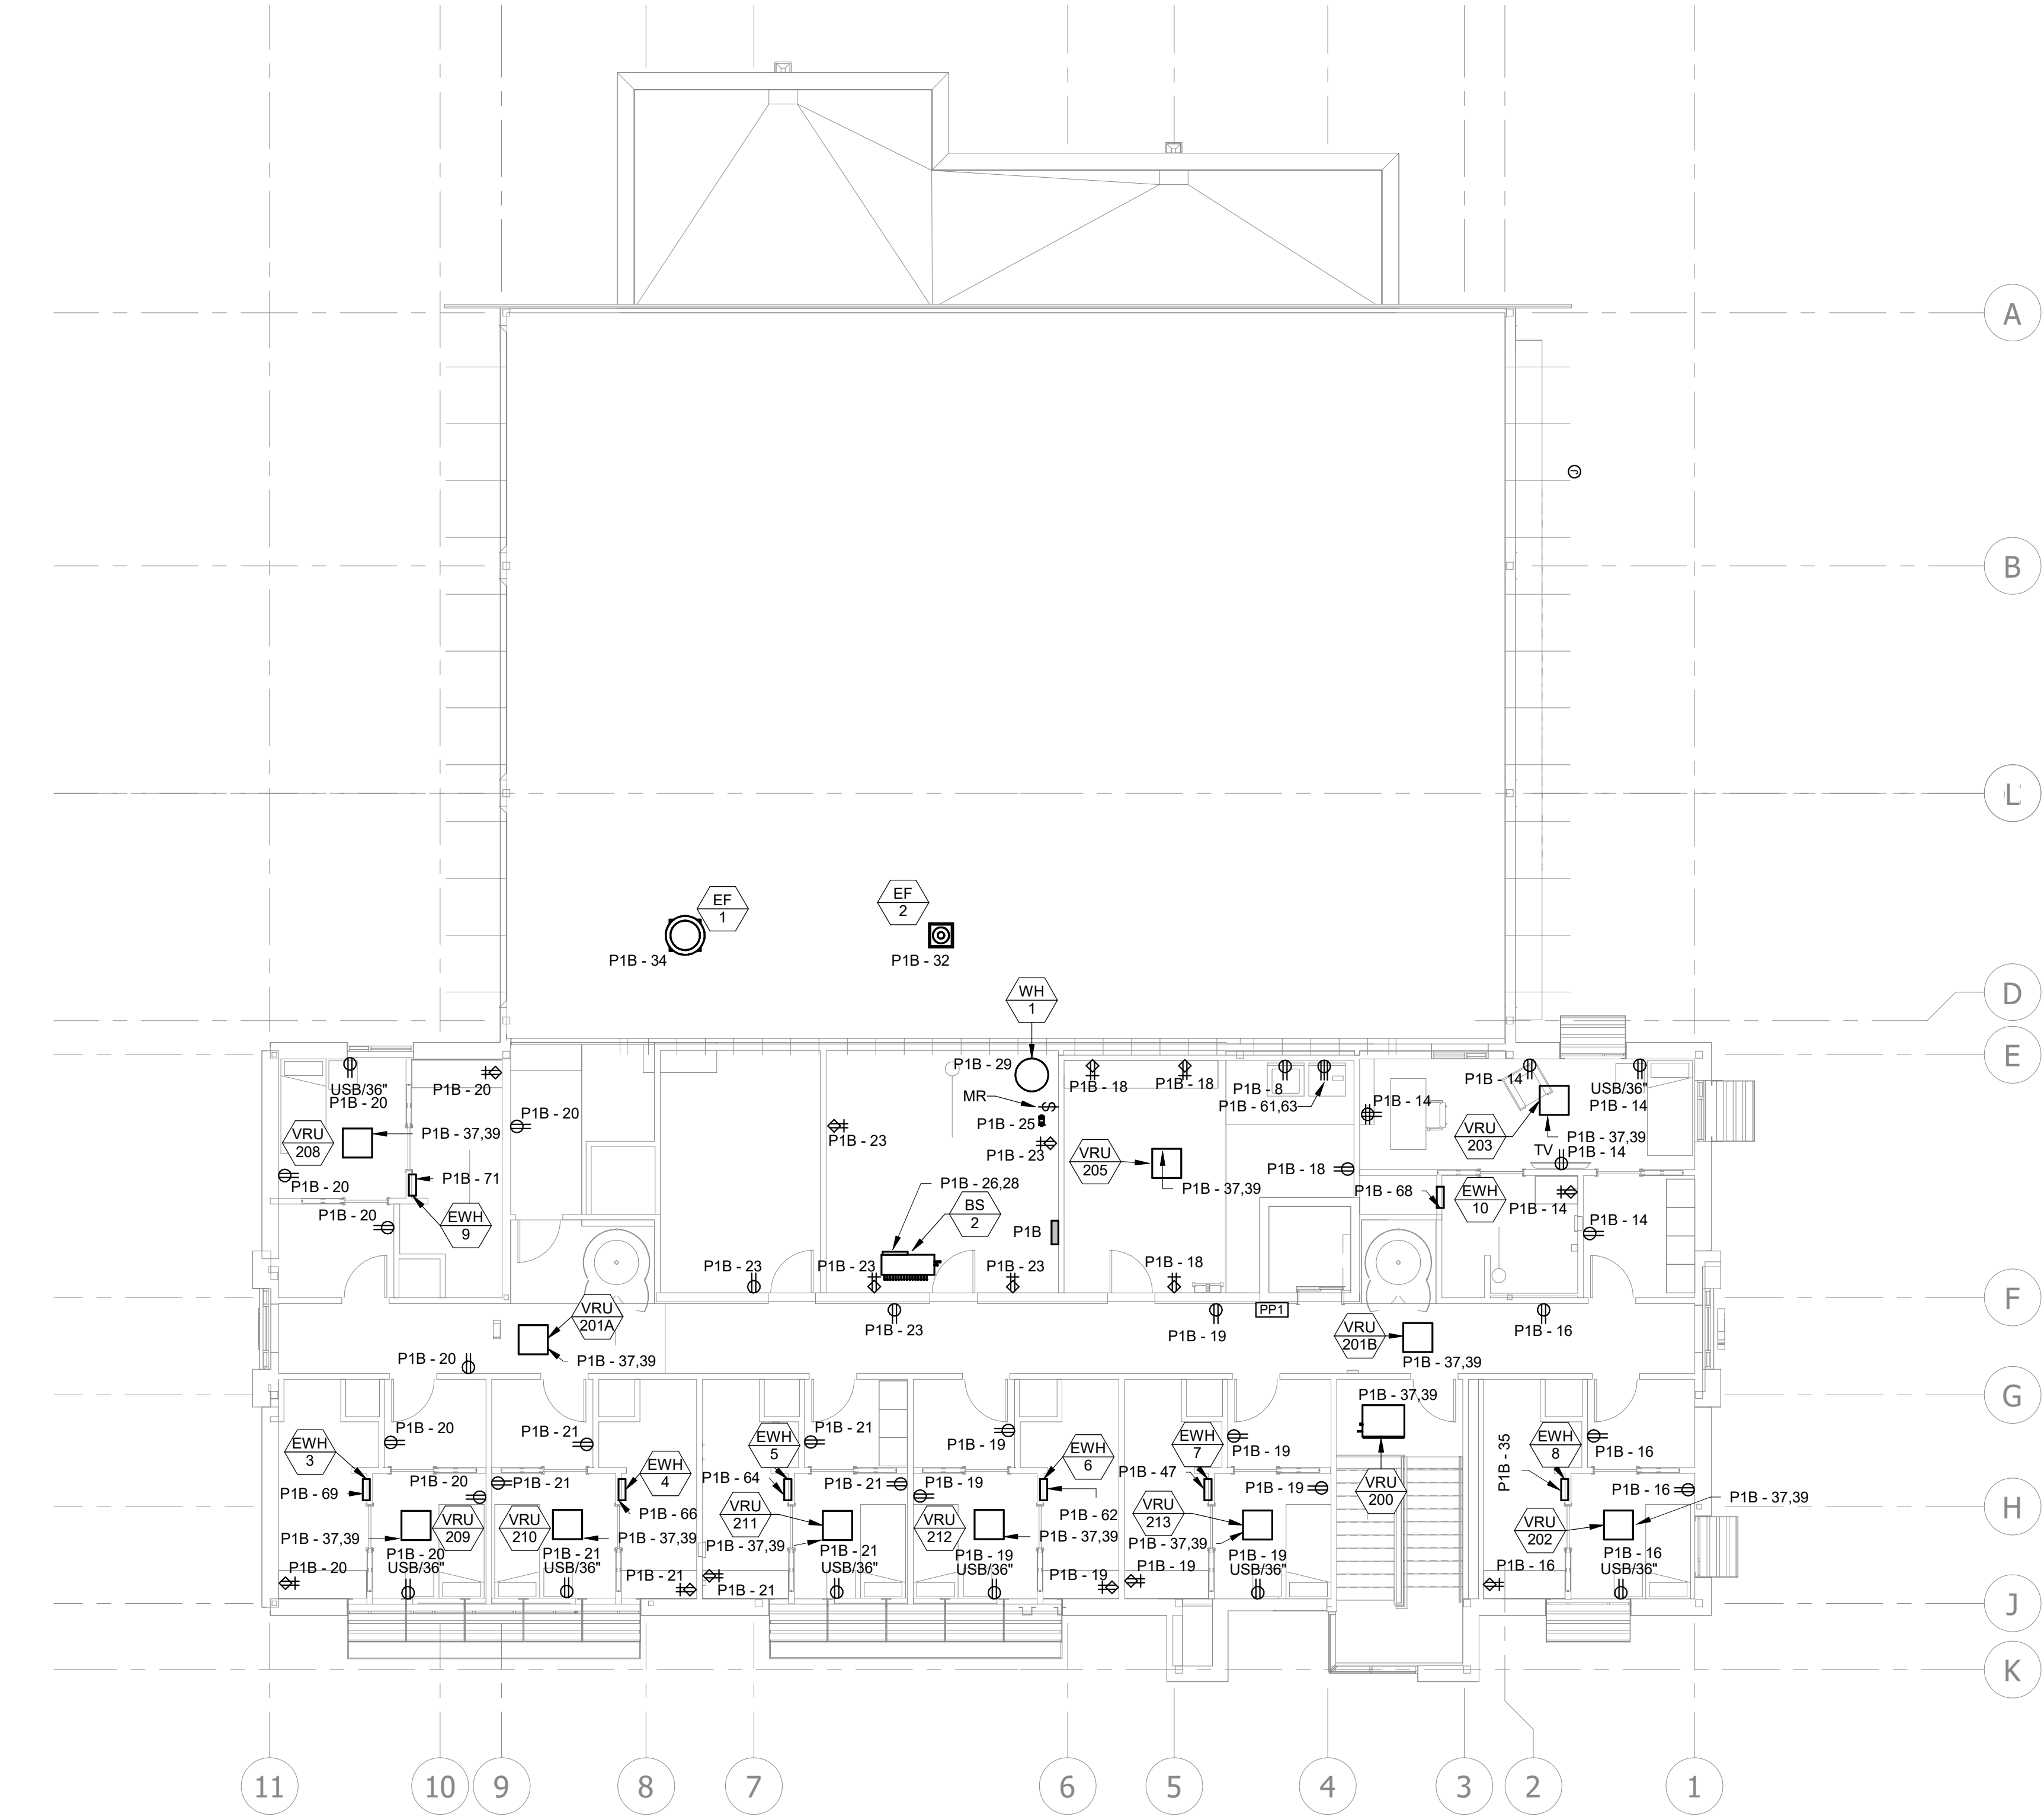 A
J
B
L
EF
1
EF
2
P1B - 34
P1B - 32
WH
1
D
E
P1B - 29
USB/36"
P1B - 20
P1B - 20
P1B - 20
VRU
208
P1B - 37,39
P1B - 20
P1B - 20
P1B - 71
EWH
9
MR
S
P1B - 25
P1B - 23
P1B - 23
P1B - 26,28
BS
2
P1B
P1B - 23
P1B - 23
P1B - 23
P1B - 18
P1B - 18
VRU
205
P1B - 37,39
P1B - 18
P1B - 8
P1B - 61,63
P1B - 18
P1B - 14
P1B - 14
USB/36"
P1B - 14
VRU
203
P1B - 37,39
TV
P1B - 14
P1B - 68
EWH
10
P1B - 14
P1B - 14
F
VRU
201A
P1B - 37,39
P1B - 20
P1B - 23
P1B - 19
PP1
VRU
201B
P1B - 37,39
P1B - 16
G
EWH
3
P1B - 20
P1B - 20
P1B - 69
P1B - 37,39
VRU
209
P1B - 20
USB/36"
P1B - 20
P1B - 21
P1B - 21
EWH
4
P1B - 66
VRU
210
P1B - 37,39
P1B - 21
USB/36"
P1B - 21
EWH
5
P1B - 21
P1B - 64
P1B - 21
VRU
211
P1B - 37,39
P1B - 21
USB/36"
P1B - 21
P1B - 19
P1B - 19
EWH
6
P1B - 62
VRU
212
P1B - 37,39
P1B - 19
USB/36"
P1B - 19
EWH
7
P1B - 19
P1B - 47
P1B - 19
VRU
213
P1B - 37,39
P1B - 19
P1B - 19
USB/36"
P1B - 37,39
VRU
200
P1B - 35
EWH
8
P1B - 16
P1B - 16
P1B - 37,39
VRU
202
P1B - 16
USB/36"
P1B - 16
H
J
K
11
10
9
8
7
6
5
4
3
2
1